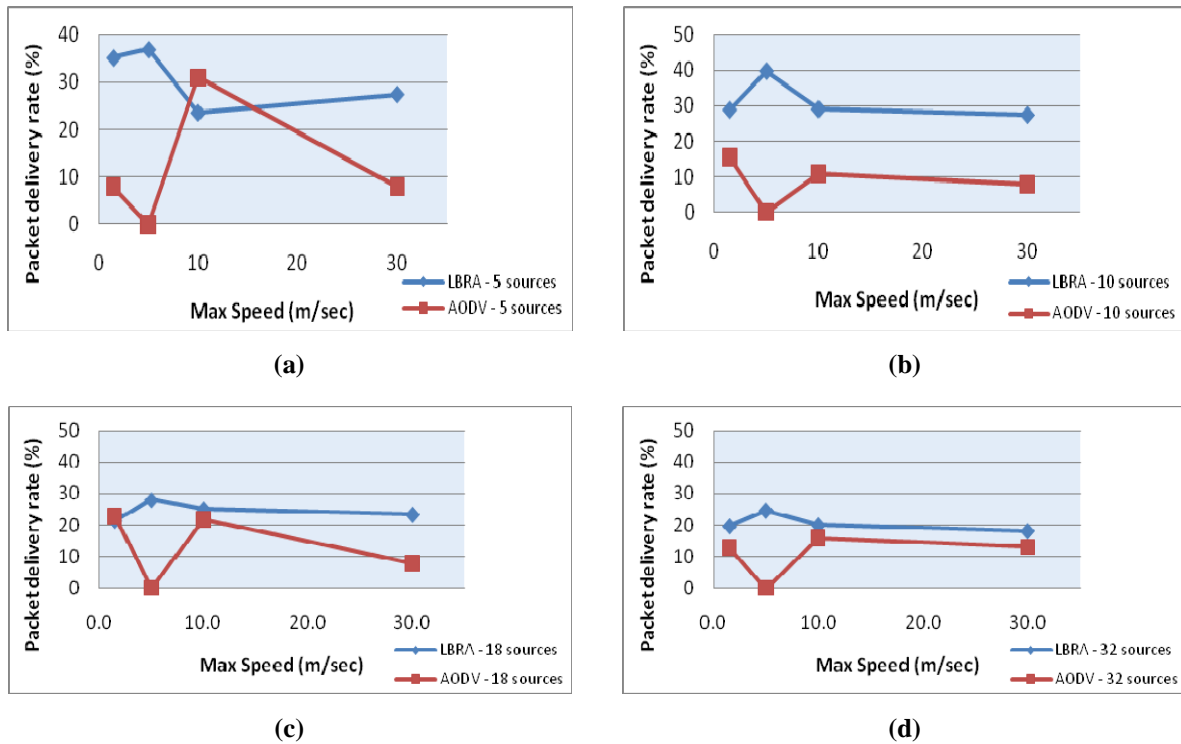 Packet delivery rate (%)
40
30
20
10
0
0 10 20 30
Max Speed (m/sec)
LBRA - 5 sources
AODV - 5 sources
(a)
Packet delivery rate (%)
50
40
30
20
10
0
0 10 20 30
Max Speed (m/sec)
LBRA - 10 sources
AODV - 10 sources
(b)
Packet delivery rate (%)
50
40
30
20
10
0
0.0 10.0 20.0 30.0
Max Speed (m/sec)
LBRA - 18 sources
AODV - 18 sources
(c)
Packet delivery rate (%)
50
40
30
20
10
0
0.0 10.0 20.0 30.0
Max Speed (m/sec)
LBRA - 32 sources
AODV - 32 sources
(d)